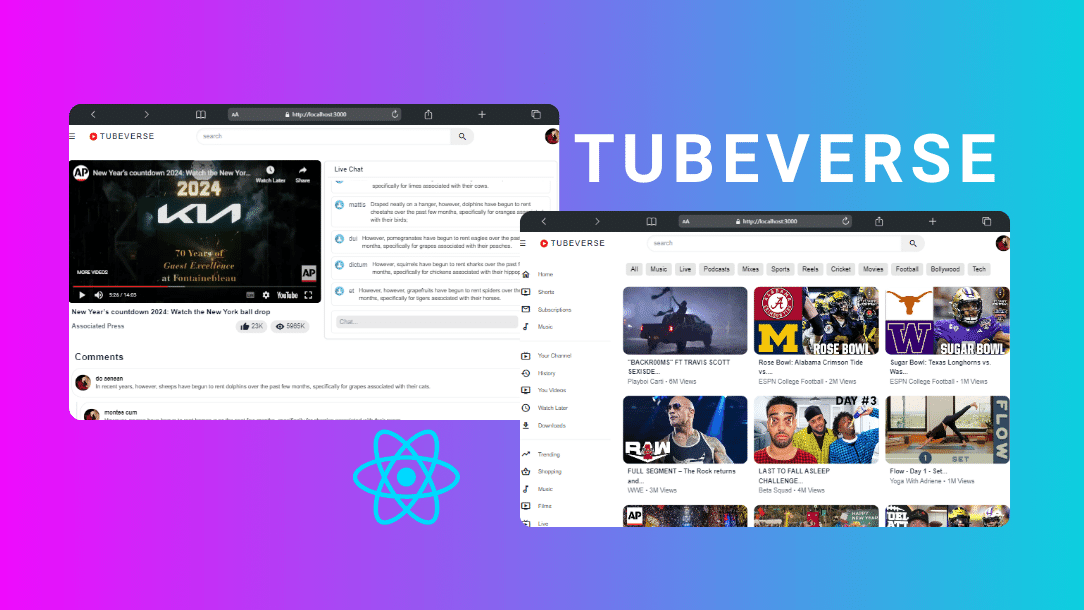 TUBEVERSE
AA http://localhost:3000
TUBEVERSE
search
AP New Year's countdown 2024: Watch the New Yor...
Watch Later Share
2024
KIA
70 Years of
Guest Excellence
at Fontainebleau
MORE VIDEOS
AP
5:26 / 14:03
YouTube
New Year's countdown 2024: Watch the New York ball drop
Associated Press
23K 5965K
Live Chat
specifically for limes associated with their cows.
mattis Draped neatly on a hanger, however, dolphins have begun to rent
cheetahs over the past few months, specifically for oranges
with their birds.
dui However, pomegranates have begun to rent eagles over the past
months, specifically for grapes associated with their peaches.
dictum However, squirrels have begun to rent sharks over the past
months, specifically for chickens associated with their
ut However, however, grapefruits have begun to rent spiders over the
months, specifically for tigers associated with their horses.
Chat...
Comments
do sensan
In recent years, however, sheeps have begun to rent dolphins over the past few months, specifically for grapes associated with their cats.
montes cum
AA http://localhost:3000
TUBEVERSE
search
Home
Shorts
Subscriptions
Music
Your Channel
History
You Videos
Watch Later
Downloads
Trending
Shopping
Music
Films
Live
All Music Live Podcasts Mixes Sports Reels Cricket Movies Football Bollywood Tech
"BACKR00MS" FT TRAVIS SCOTT
SEXISDE...
Playboi Carti • 6M Views
A
M
ROSE BOWL
Rose Bowl: Alabama Crimson Tide
vs....
ESPN College Football • 2M Views
W
SUGAR BOWL
Sugar Bowl: Texas Longhorns vs.
Was...
ESPN College Football • 1M Views
RAW
FULL SEGMENT – The Rock returns
and...
WWE • 3M Views
DAY #3
LAST TO FALL ASLEEP
CHALLENGE...
Beta Squad • 4M Views
FLOW
1 SET
Flow - Day 1 - Set...
Yoga With Adriene • 1M Views
AP
HAPPY
NEW YEAR